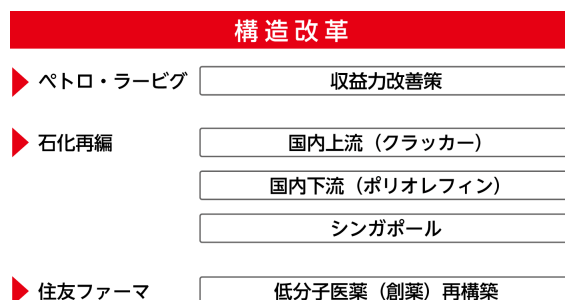 構造改革
ペトロ・ラービグ 収益力改善策
石化再編 国内上流（クラッカー）
国内下流（ポリオレフィン）
シンガポール
住友ファーマ 低分子医薬（創薬）再構築